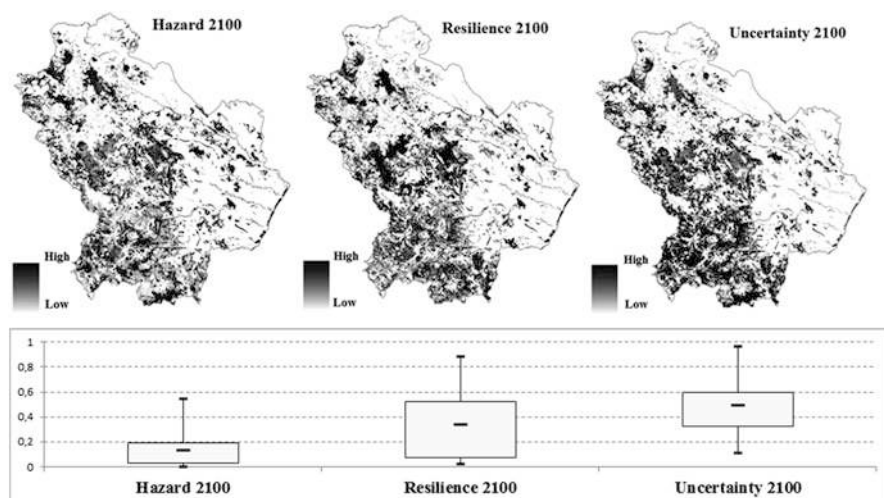 Hazard 2100
Resilience 2100
Uncertainty 2100
High
Low
High
Low
High
Low
1
0,8
0,6
0,4
0,2
0
Hazard 2100
Resilience 2100
Uncertainty 2100